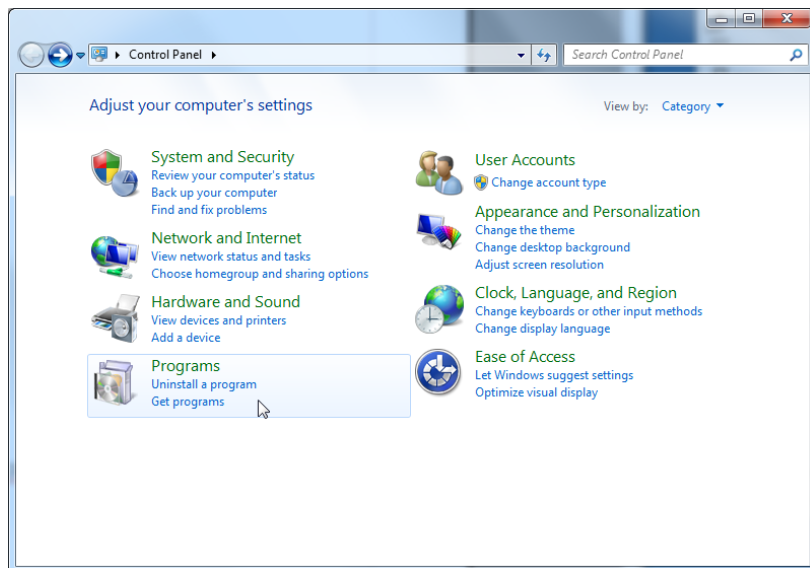 Control Panel
Search Control Panel
Adjust your computer's settings
View by: Category
System and Security
Review your computer's status
Back up your computer
Find and fix problems
Network and Internet
View network status and tasks
Choose homegroup and sharing options
Hardware and Sound
View devices and printers
Add a device
Programs
Uninstall a program
Get programs
User Accounts
Change account type
Appearance and Personalization
Change the theme
Change desktop background
Adjust screen resolution
Clock, Language, and Region
Change keyboards or other input methods
Change display language
Ease of Access
Let Windows suggest settings
Optimize visual display